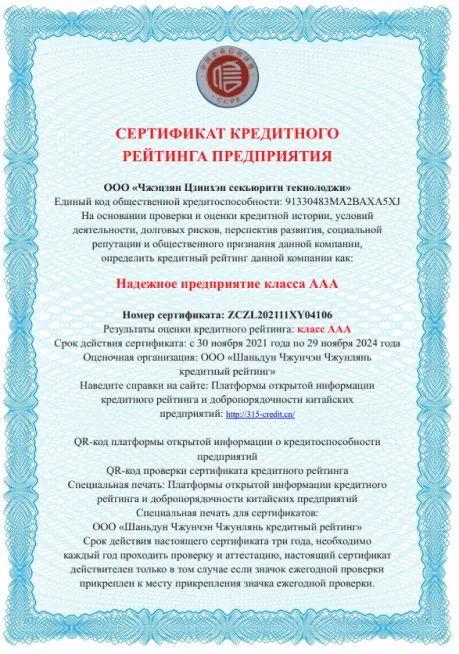 CCPE
СЕРТИФИКАТ КРЕДИТНОГО
РЕЙТИНГА ПРЕДПРИЯТИЯ
ООО «Чжэцзян Цзинхэн секьюрити текнолоджи»
Единый код общественной кредитоспособности: 91330483MA2BAXA5XJ
На основании проверки и оценки кредитной истории, условий
деятельности, долговых рисков, перспектив развития, социальной
репутации и общественного признания данной компании,
определить кредитный рейтинг данной компании как:
Надежное предприятие класса ААА
Номер сертификата: ZCZL202111XY04106
Результаты оценки кредитного рейтинга: класс ААА
Срок действия сертификата: с 30 ноября 2021 года по 29 ноября 2024 года
Оценочная организация: ООО «Шаньдун Чжунчэн Чжунлянь
кредитный рейтинг»
Наведите справки на сайте: Платформы открытой информации
кредитного рейтинга и добропорядочности китайских
предприятий: http://315-credit.cn/
QR-код платформы открытой информации о кредитоспособности
предприятий
QR-код проверки сертификата кредитного рейтинга
Специальная печать: Платформы открытой информации кредитного
рейтинга и добропорядочности китайских предприятий
Специальная печать для сертификатов:
ООО «Шаньдун Чжунчэн Чжунлянь кредитный рейтинг»
Срок действия настоящего сертификата три года, необходимо
каждый год проходить проверку и аттестацию, настоящий сертификат
действителен только в том случае если значок ежегодной проверки
прикреплен к месту прикрепления значка ежегодной проверки.